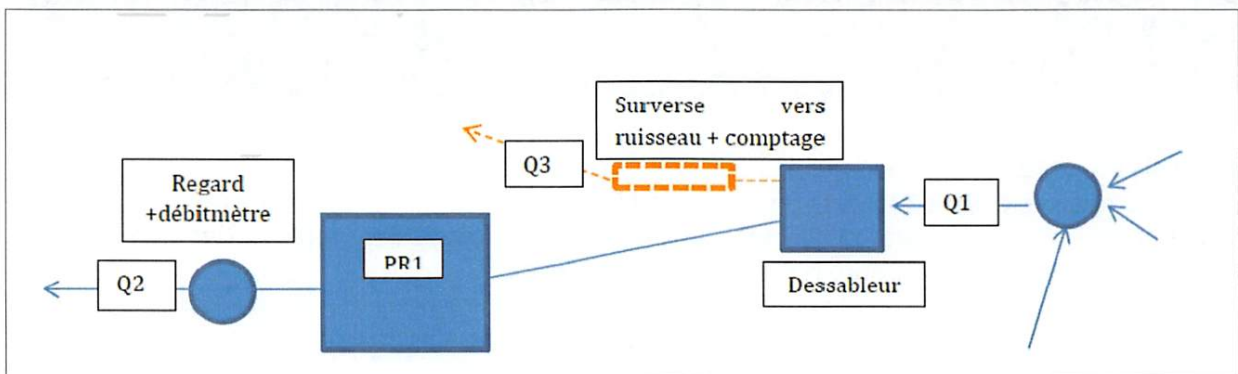 Surverse vers
ruisseau + comptage
Q3
Regard
+débitmètre
Q1
PR1
Q2
Dessableur